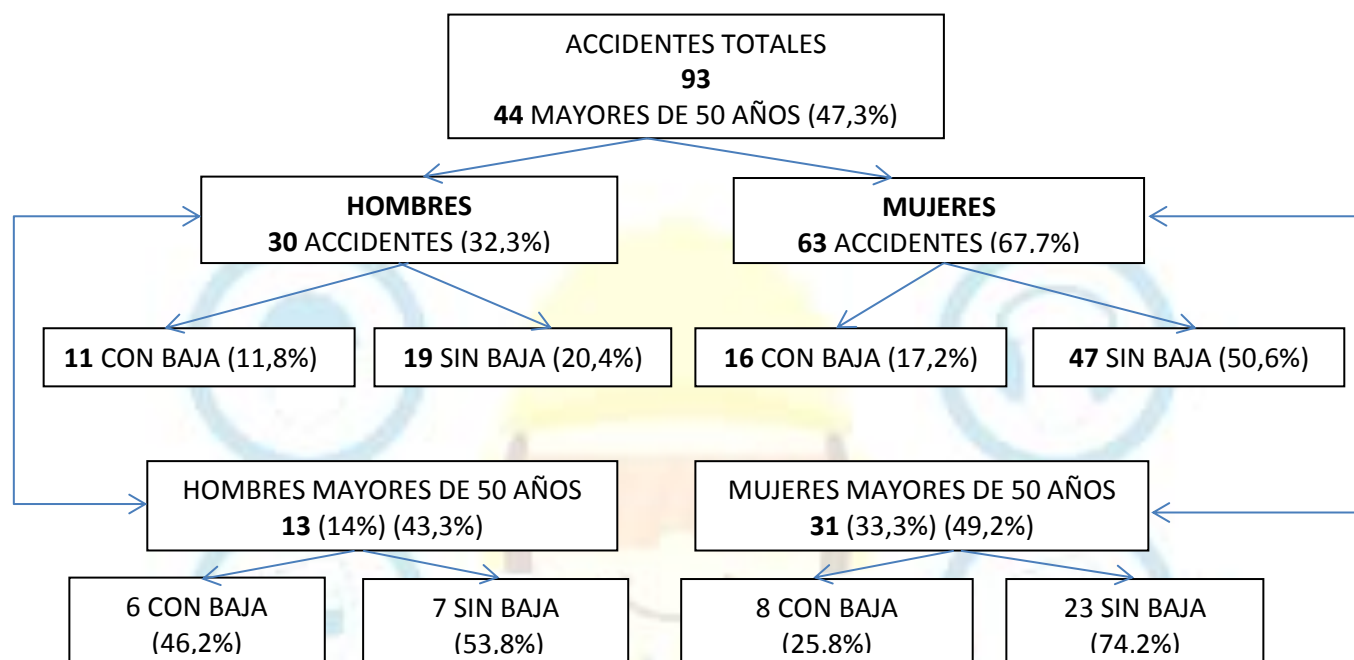 ACCIDENTES TOTALES
93
44 MAYORES DE 50 AÑOS (47,3%)
HOMBRES
30 ACCIDENTES (32,3%)
MUJERES
63 ACCIDENTES (67,7%)
11 CON BAJA (11,8%)
19 SIN BAJA (20,4%)
16 CON BAJA (17,2%)
47 SIN BAJA (50,6%)
HOMBRES MAYORES DE 50 AÑOS
13 (14%) (43,3%)
MUJERES MAYORES DE 50 AÑOS
31 (33,3%) (49,2%)
6 CON BAJA
(46,2%)
7 SIN BAJA
(53,8%)
8 CON BAJA
(25,8%)
23 SIN BAJA
(74,2%)